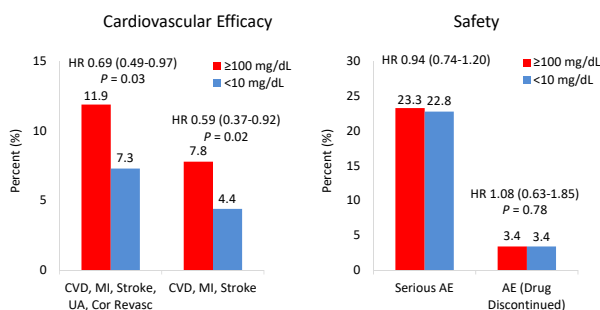 Cardiovascular Efficacy
Percent (%)
15
10
5
0
HR 0.69 (0.49-0.97)
P = 0.03
≥100 mg/dL
<10 mg/dL
11.9
7.3
HR 0.59 (0.37-0.92)
P = 0.02
7.8
4.4
CVD, MI, Stroke,
UA, Cor Revasc
CVD, MI, Stroke
Safety
Percent (%)
30
25
20
15
10
5
0
HR 0.94 (0.74-1.20)
≥100 mg/dL
<10 mg/dL
23.3
22.8
HR 1.08 (0.63-1.85)
P = 0.78
3.4
3.4
Serious AE
AE (Drug
Discontinued)